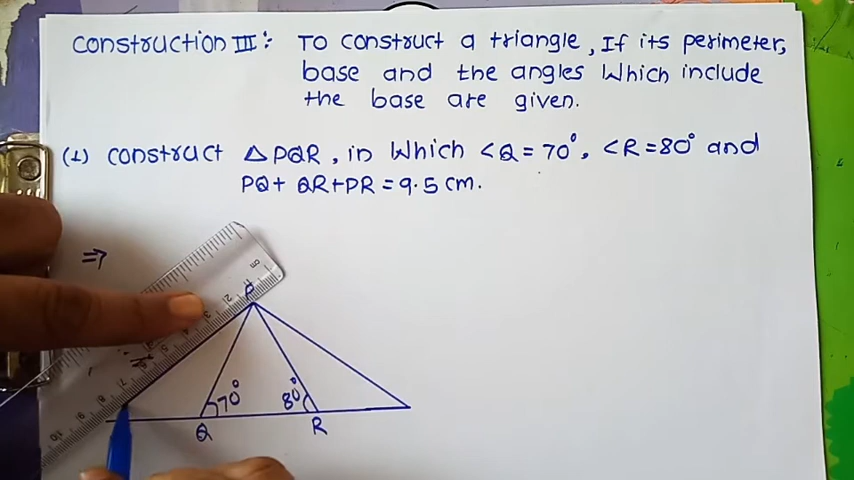 Construction III: To construct a triangle, If its perimeter,
base and the angles which include
the base are given.
(1) construct △PQR, in which <Q = 70°, <R = 80° and
PQ + QR + PR = 9.5 cm.
⇒
P
70° 80°
Q R